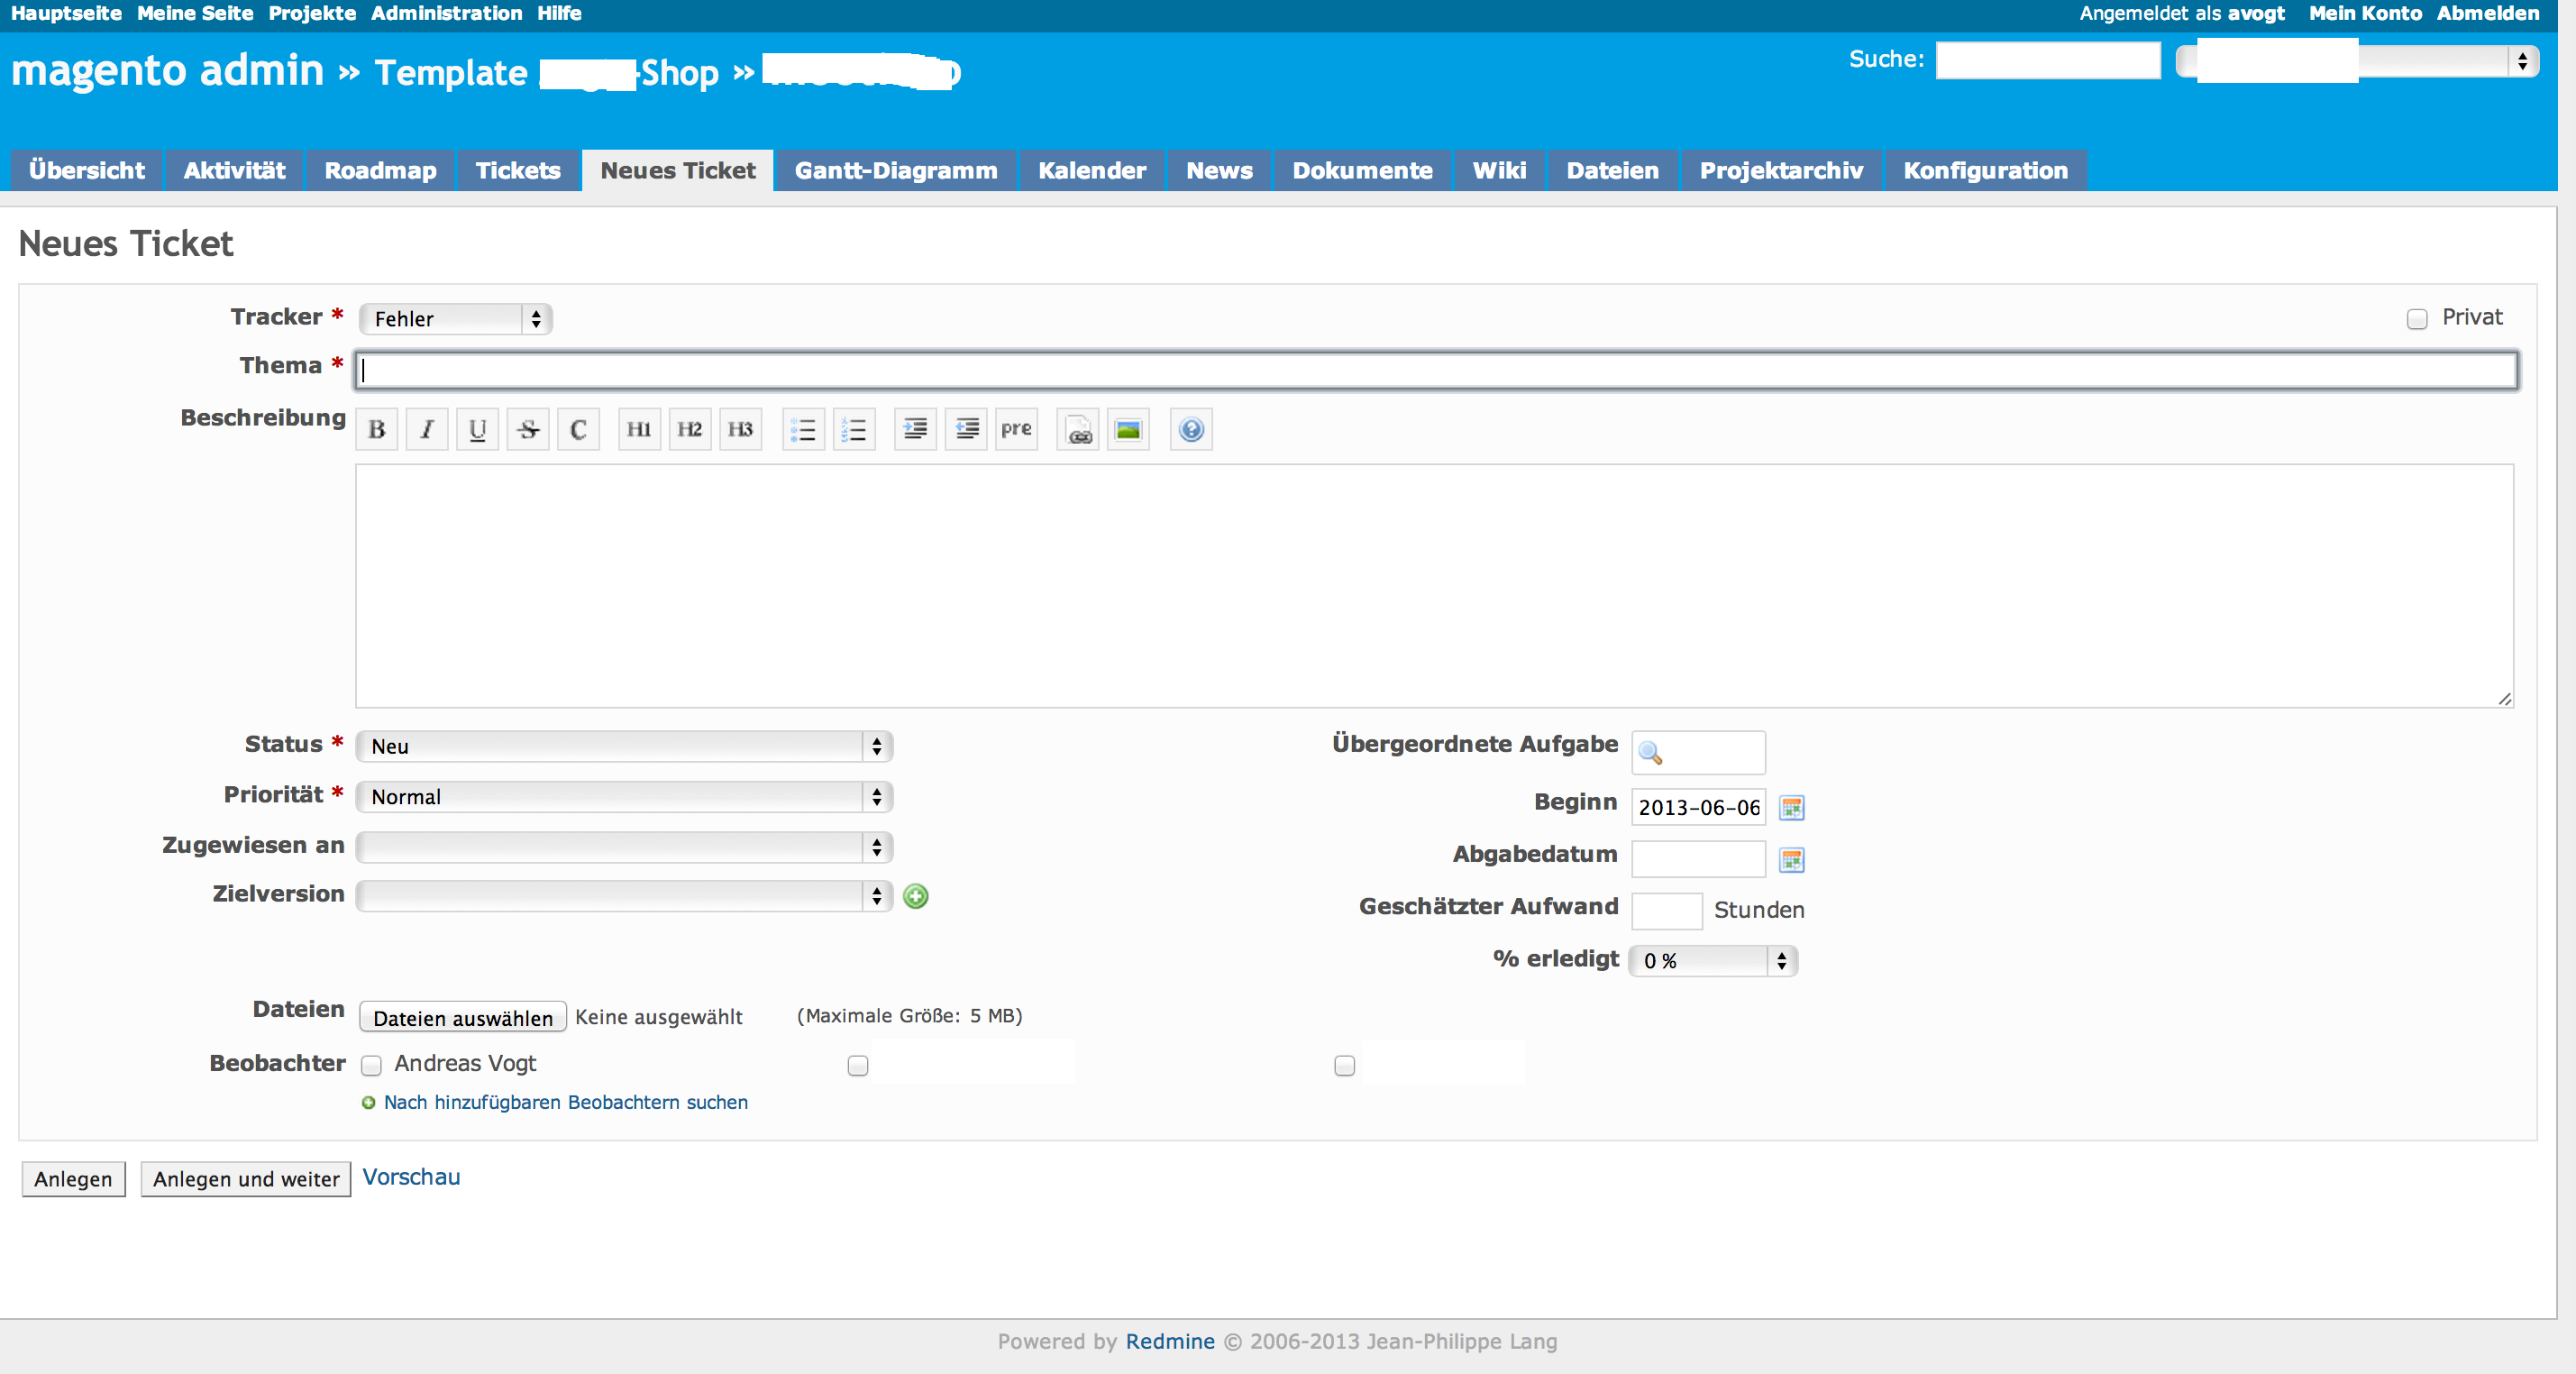 Hauptseite Meine Seite Projekte Administration Hilfe Angemeldet als avogt Mein Konto Abmelden
magento admin » Template -Shop »
Suche:
Übersicht Aktivität Roadmap Tickets Neues Ticket Gantt-Diagramm Kalender News Dokumente Wiki Dateien Projektarchiv Konfiguration
Neues Ticket
Tracker * Fehler Privat
Thema *
Beschreibung B I U S C H1 H2 H3 pre
Status * Neu
Priorität * Normal
Zugewiesen an
Zielversion
Übergeordnete Aufgabe
Beginn 2013-06-06
Abgabedatum
Geschätzter Aufwand Stunden
% erledigt 0 %
Dateien Dateien auswählen Keine ausgewählt (Maximale Größe: 5 MB)
Beobachter Andreas Vogt
Nach hinzufügbaren Beobachtern suchen
Anlegen Anlegen und weiter Vorschau
Powered by Redmine © 2006-2013 Jean-Philippe Lang